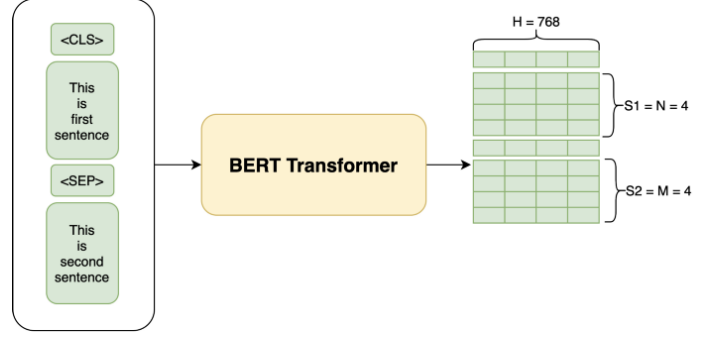 <CLS>
This
is
first
sentence
<SEP>
This
is
second
sentence
BERT Transformer
H = 768
S1 = N = 4
S2 = M = 4